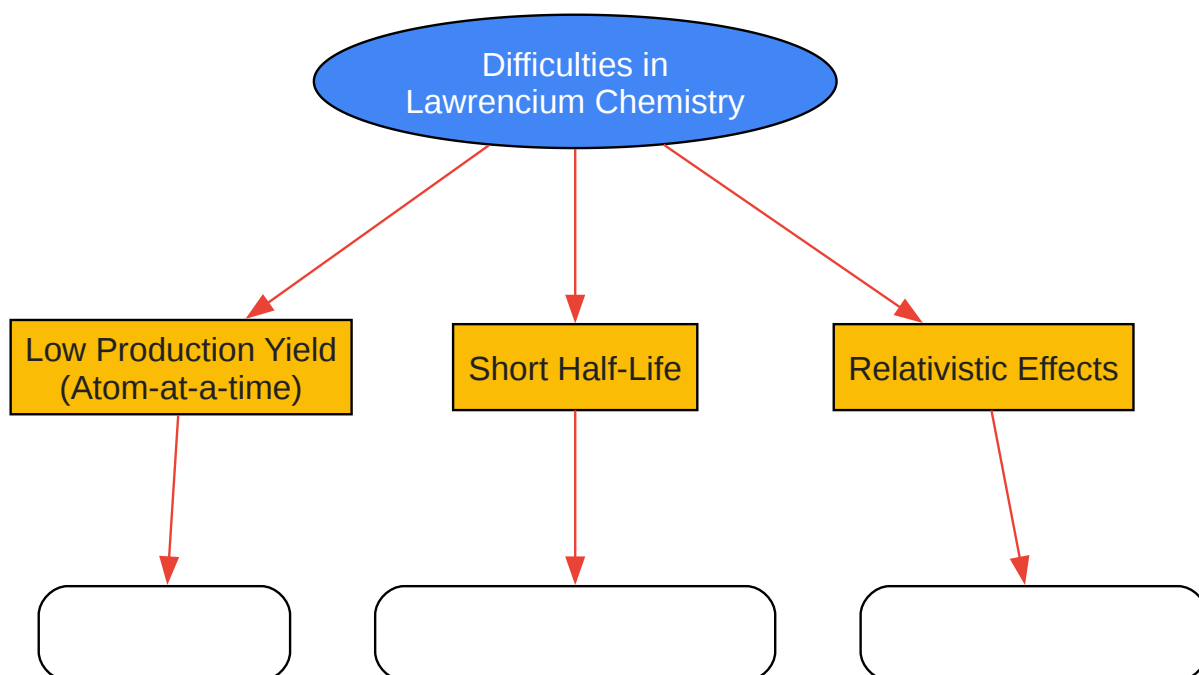 Difficulties in
Lawrencium Chemistry
Low Production Yield
(Atom-at-a-time)
Short Half-Life
Relativistic Effects